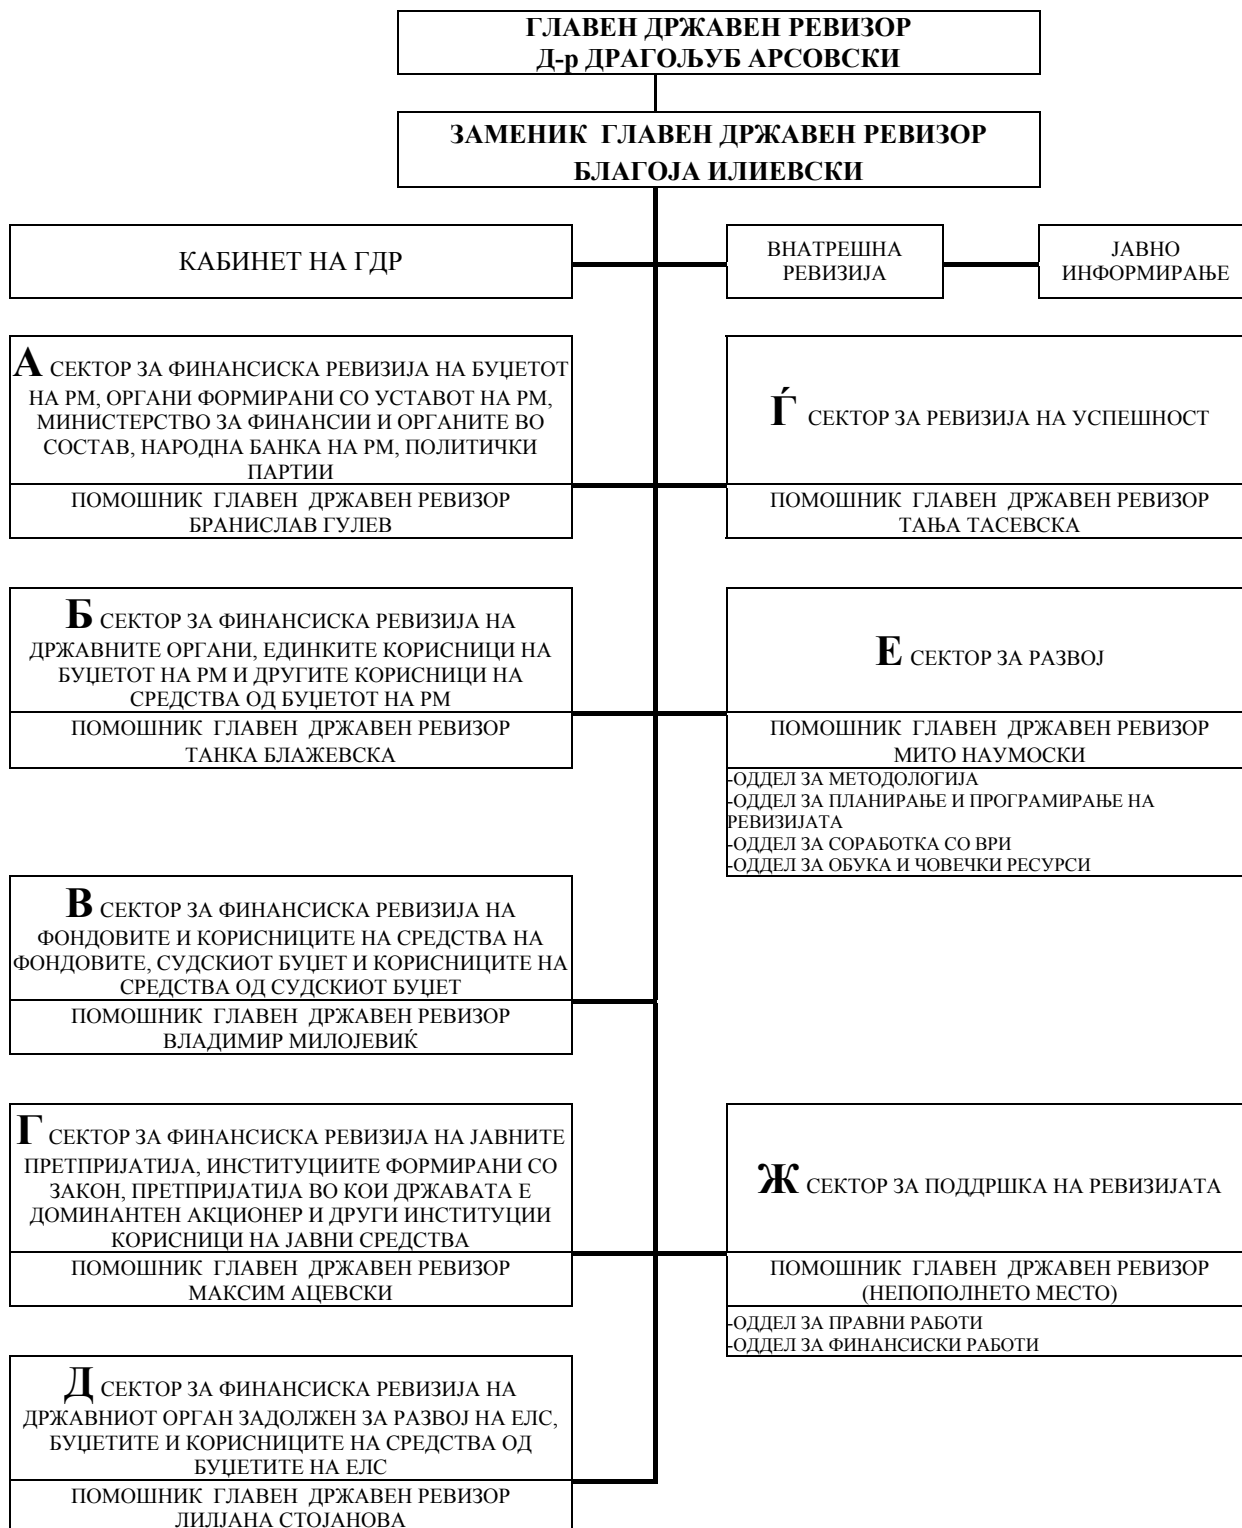 ГЛАВЕН ДРЖАВЕН РЕВИЗОР
Д-р ДРАГОЉУБ АРСОВСКИ
ЗАМЕНИК ГЛАВЕН ДРЖАВЕН РЕВИЗОР
БЛАГОЈА ИЛИЕВСКИ
КАБИНЕТ НА ГДР
ВНАТРЕШНА
РЕВИЗИЈА
ЈАВНО
ИНФОРМИРАЊЕ
А СЕКТОР ЗА ФИНАНСИСКА РЕВИЗИЈА НА БУЏЕТОТ
НА РМ, ОРГАНИ ФОРМИРАНИ СО УСТАВОТ НА РМ,
МИНИСТЕРСТВО ЗА ФИНАНСИИ И ОРГАНИТЕ ВО
СОСТАВ, НАРОДНА БАНКА НА РМ, ПОЛИТИЧКИ
ПАРТИИ
ПОМОШНИК ГЛАВЕН ДРЖАВЕН РЕВИЗОР
БРАНИСЛАВ ГУЛЕВ
Ѓ СЕКТОР ЗА РЕВИЗИЈА НА УСПЕШНОСТ
ПОМОШНИК ГЛАВЕН ДРЖАВЕН РЕВИЗОР
ТАЊА ТАСЕВСКА
Б СЕКТОР ЗА ФИНАНСИСКА РЕВИЗИЈА НА
ДРЖАВНИТЕ ОРГАНИ, ЕДИНКИТЕ КОРИСНИЦИ НА
БУЏЕТОТ НА РМ И ДРУГИТЕ КОРИСНИЦИ НА
СРЕДСТВА ОД БУЏЕТОТ НА РМ
ПОМОШНИК ГЛАВЕН ДРЖАВЕН РЕВИЗОР
ТАНКА БЛАЖЕВСКА
Е СЕКТОР ЗА РАЗВОЈ
ПОМОШНИК ГЛАВЕН ДРЖАВЕН РЕВИЗОР
МИТО НАУМОСКИ
-ОДДЕЛ ЗА МЕТОДОЛОГИЈА
-ОДДЕЛ ЗА ПЛАНИРАЊЕ И ПРОГРАМИРАЊЕ НА
РЕВИЗИЈАТА
-ОДДЕЛ ЗА СОРАБОТКА СО ВРИ
-ОДДЕЛ ЗА ОБУКА И ЧОВЕЧКИ РЕСУРСИ
В СЕКТОР ЗА ФИНАНСИСКА РЕВИЗИЈА НА
ФОНДОВИТЕ И КОРИСНИЦИТЕ НА СРЕДСТВА НА
ФОНДОВИТЕ, СУДСКИОТ БУЏЕТ И КОРИСНИЦИТЕ НА
СРЕДСТВА ОД СУДСКИОТ БУЏЕТ
ПОМОШНИК ГЛАВЕН ДРЖАВЕН РЕВИЗОР
ВЛАДИМИР МИЛОЈЕВИЌ
Г СЕКТОР ЗА ФИНАНСИСКА РЕВИЗИЈА НА ЈАВНИТЕ
ПРЕТПРИЈАТИЈА, ИНСТИТУЦИИТЕ ФОРМИРАНИ СО
ЗАКОН, ПРЕТПРИЈАТИЈА ВО КОИ ДРЖАВАТА Е
ДОМИНАНТЕН АКЦИОНЕР И ДРУГИ ИНСТИТУЦИИ
КОРИСНИЦИ НА ЈАВНИ СРЕДСТВА
ПОМОШНИК ГЛАВЕН ДРЖАВЕН РЕВИЗОР
МАКСИМ АЦЕВСКИ
Ж СЕКТОР ЗА ПОДДРШКА НА РЕВИЗИЈАТА
ПОМОШНИК ГЛАВЕН ДРЖАВЕН РЕВИЗОР
(НЕПОПОЛНЕТО МЕСТО)
-ОДДЕЛ ЗА ПРАВНИ РАБОТИ
-ОДДЕЛ ЗА ФИНАНСИСКИ РАБОТИ
Д СЕКТОР ЗА ФИНАНСИСКА РЕВИЗИЈА НА
ДРЖАВНИОТ ОРГАН ЗАДОЛЖЕН ЗА РАЗВОЈ НА ЕЛС,
БУЏЕТИТЕ И КОРИСНИЦИТЕ НА СРЕДСТВА ОД
БУЏЕТИТЕ НА ЕЛС
ПОМОШНИК ГЛАВЕН ДРЖАВЕН РЕВИЗОР
ЛИЛЈАНА СТОЈАНОВА